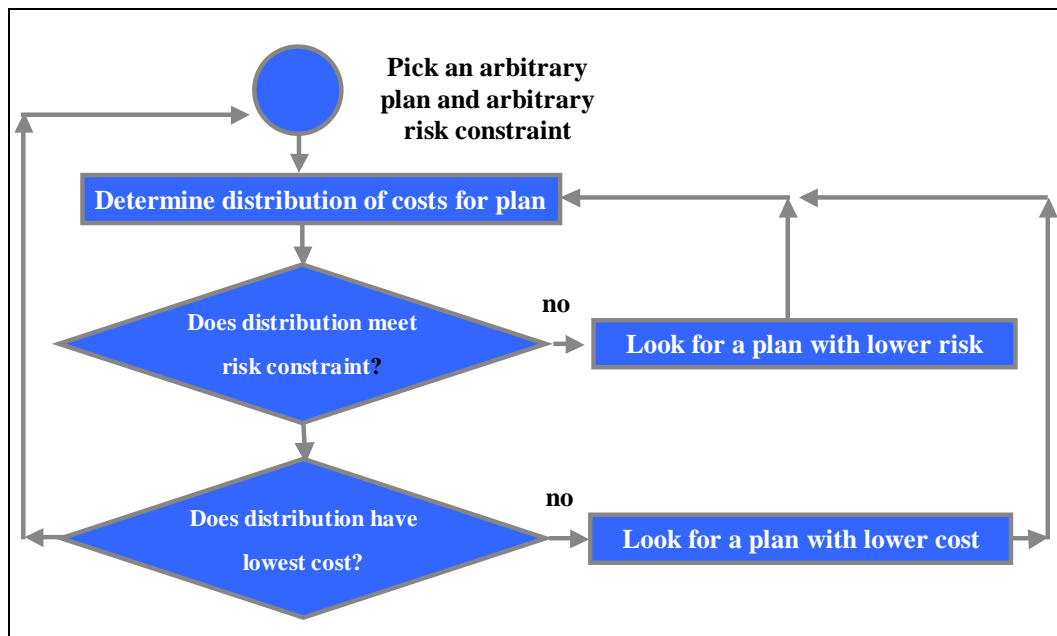 Pick an arbitrary
plan and arbitrary
risk constraint
Determine distribution of costs for plan
Does distribution meet
risk constraint?
no
Look for a plan with lower risk
Does distribution have
lowest cost?
no
Look for a plan with lower cost